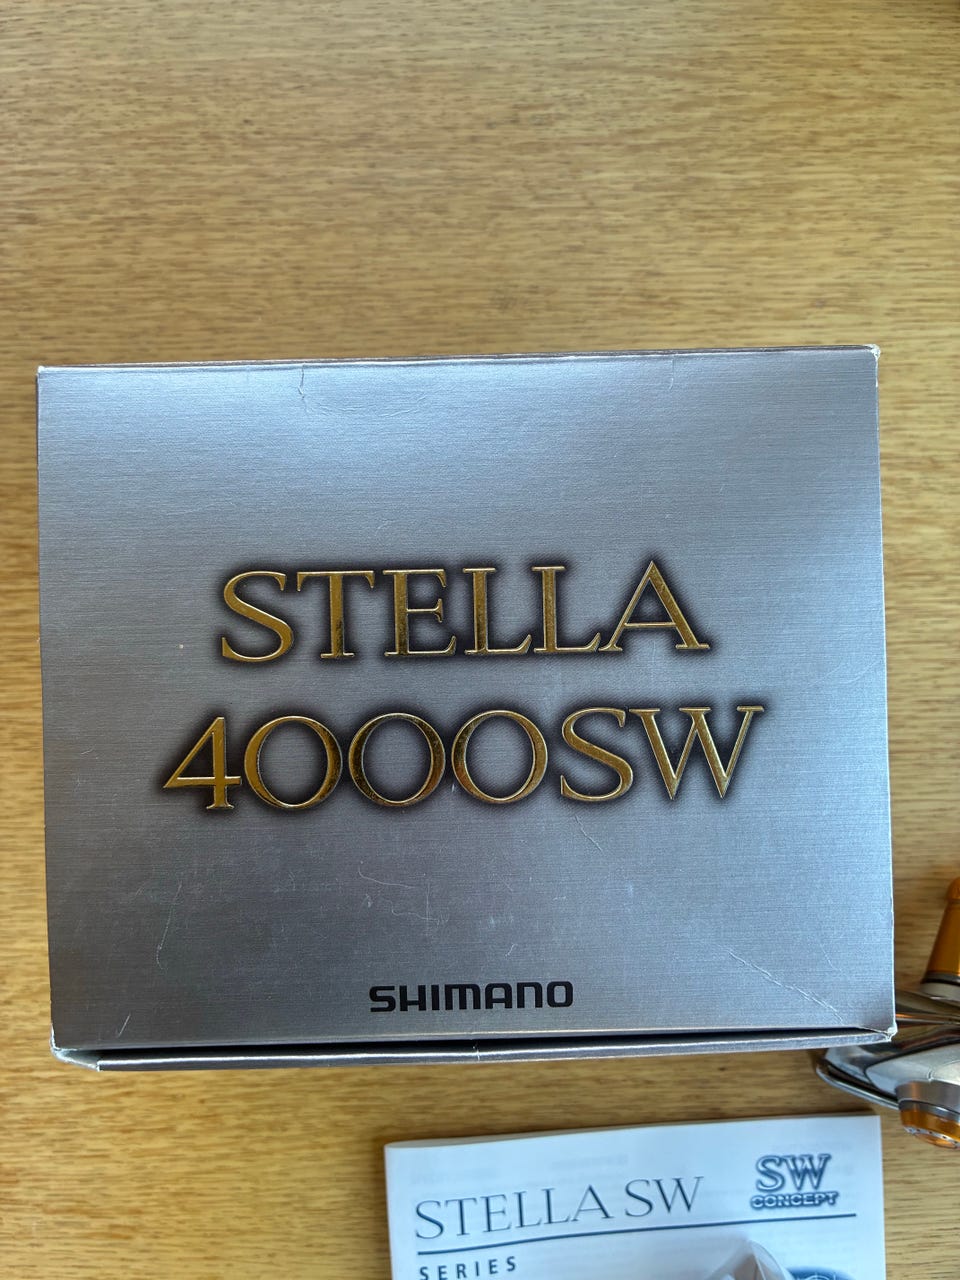 STELLA
4000SW
SHIMANO
STELLA SW
SW
CONCEPT
SERIES